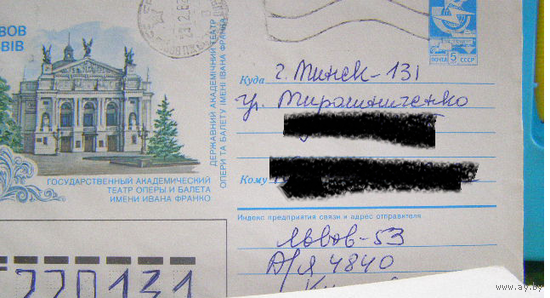 ВОВ
ВІВ
ДЕРЖАВНИЙ АКАДЕМІЧНИЙ ТЕАТР
ОПЕРИ ТА БАЛЕТУ ІМЕНІ ІВАНА ФРАНКА
ГОСУДАРСТВЕННЫЙ АКАДЕМИЧЕСКИЙ
ТЕАТР ОПЕРЫ И БАЛЕТА
ИМЕНИ ИВАНА ФРАНКО
ПОЧТА 5 СССР
Куда г. Минск-131
ул. Мирошниченко
Кому
Индекс предприятия связи и адрес отправителя
Львов-53
А/Я 4840
220131
www.ay.by